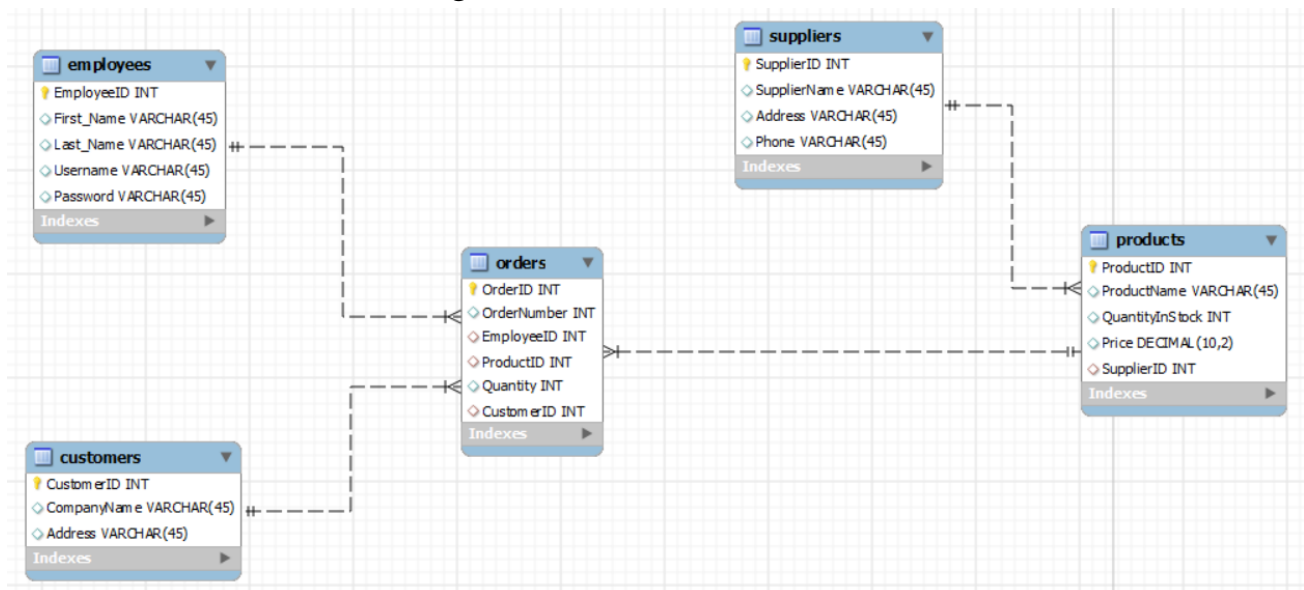 employees
EmployeeID INT
First_Name VARCHAR(45)
Last_Name VARCHAR(45)
Username VARCHAR(45)
Password VARCHAR(45)
Indexes
suppliers
SupplierID INT
SupplierName VARCHAR(45)
Address VARCHAR(45)
Phone VARCHAR(45)
Indexes
orders
OrderID INT
OrderNumber INT
EmployeeID INT
ProductID INT
Quantity INT
CustomerID INT
Indexes
products
ProductID INT
ProductName VARCHAR(45)
QuantityInStock INT
Price DECIMAL(10,2)
SupplierID INT
Indexes
customers
CustomerID INT
CompanyName VARCHAR(45)
Address VARCHAR(45)
Indexes